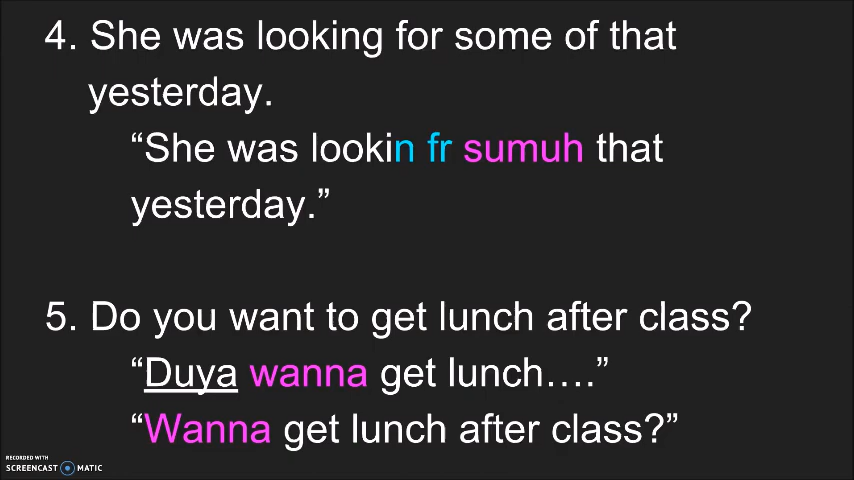 4. She was looking for some of that
yesterday.
“She was lookin fr sumuh that
yesterday.”
5. Do you want to get lunch after class?
“Duya wanna get lunch….”
“Wanna get lunch after class?”
RECORDED WITH
SCREENCAST MATIC